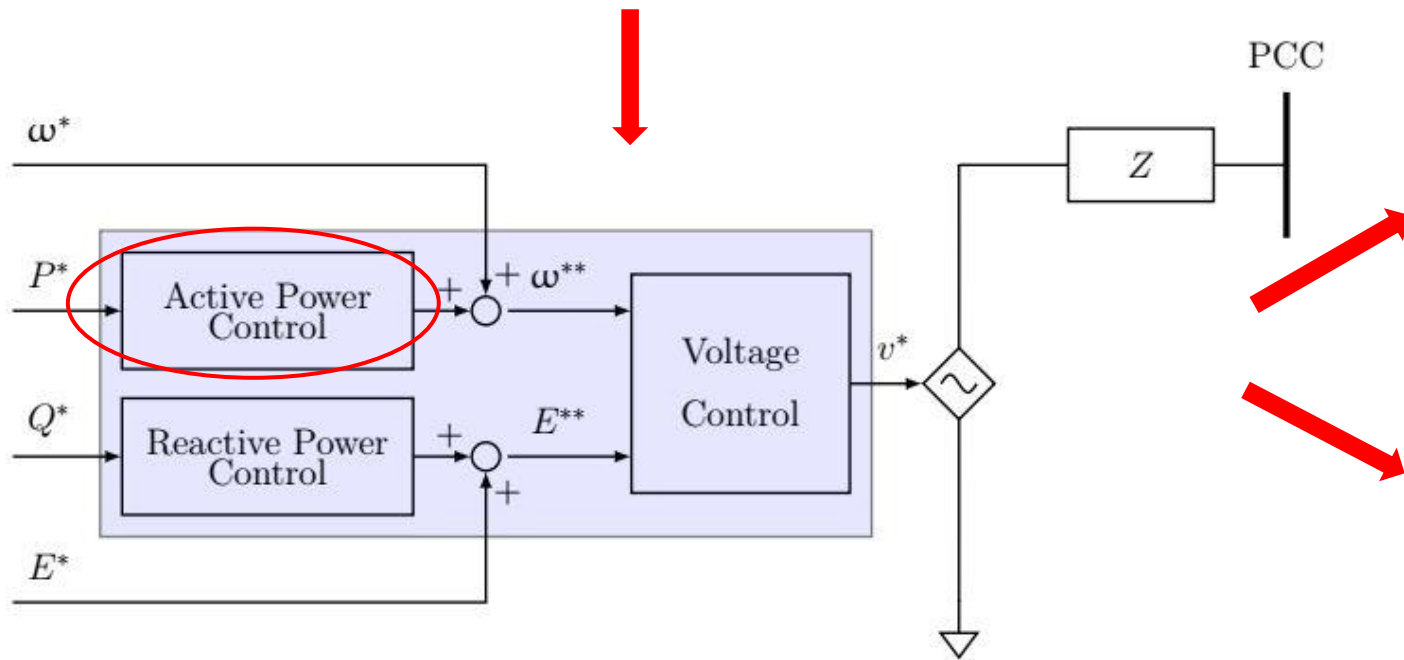 PCC
ω*
Z
P*
Active Power
Control
+
+
ω**
Voltage
Control
v*
Q*
Reactive Power
Control
+
+
E**
E*